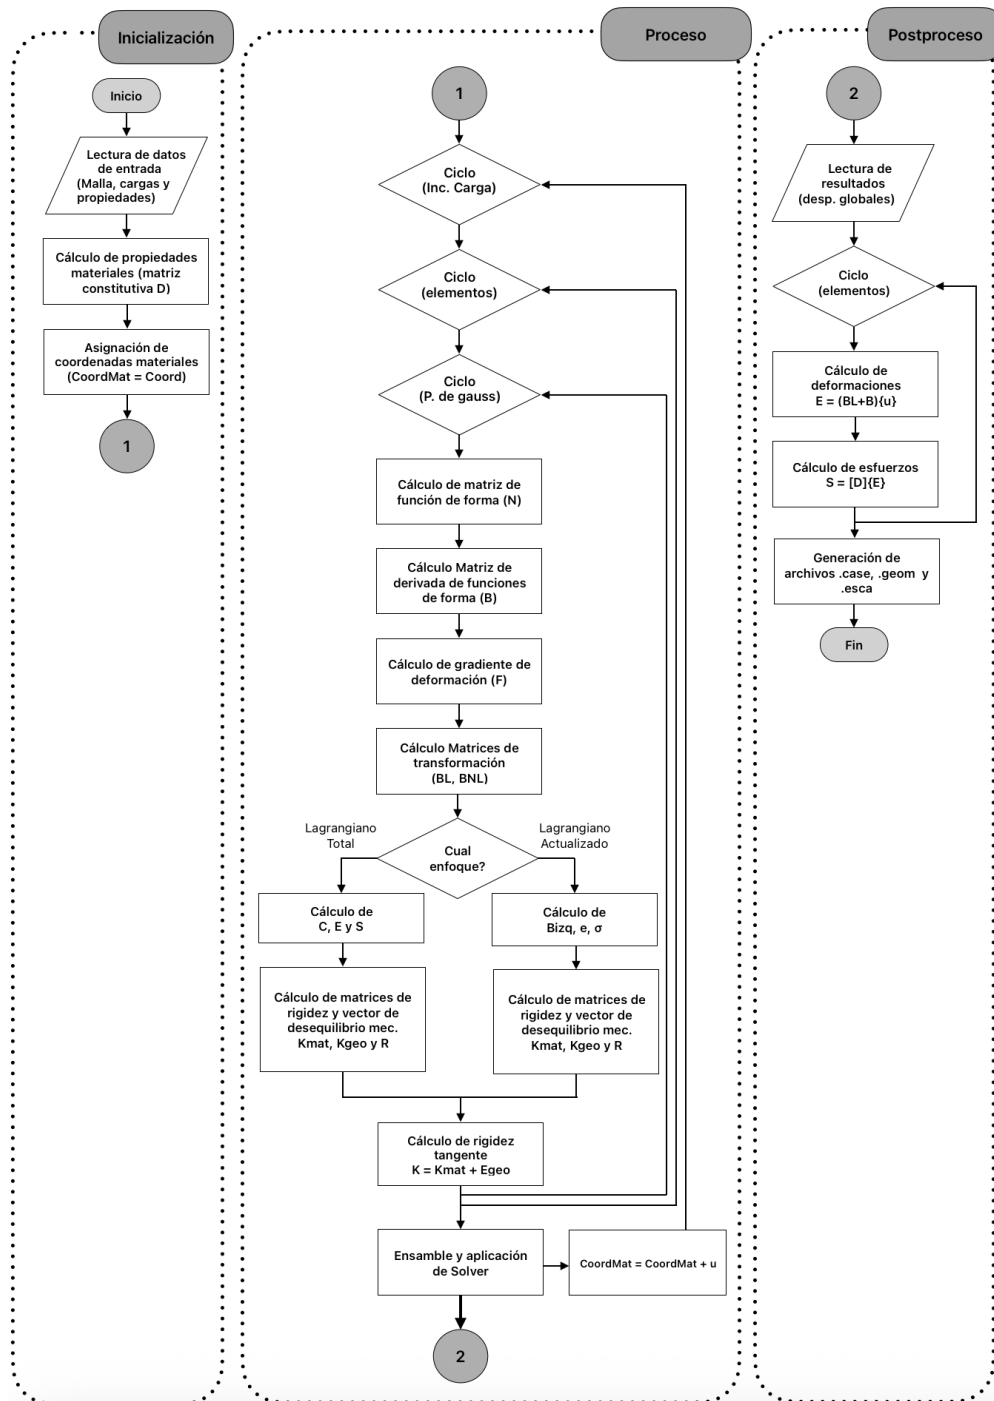 Inicialización
Inicio
Lectura de datos
de entrada
(Malla, cargas y
propiedades)
Cálculo de propiedades
materiales (matriz
constitutiva D)
Asignación de
coordenadas materiales
(CoordMat = Coord)
1
Proceso
1
Ciclo
(Inc. Carga)
Ciclo
(elementos)
Ciclo
(P. de gauss)
Cálculo de matriz de
función de forma (N)
Cálculo Matriz de
derivada de funciones
de forma (B)
Cálculo de gradiente de
deformación (F)
Cálculo Matrices de
transformación
(BL, BNL)
Lagrangiano
Total
Cual
enfoque?
Lagrangiano
Actualizado
Cálculo de
C, E y S
Cálculo de
Bizq, e, σ
Cálculo de matrices de
rigidez y vector de
desequilibrio mec.
Kmat, Kgeo y R
Cálculo de matrices de
rigidez y vector de
desequilibrio mec.
Kmat, Kgeo y R
Cálculo de rigidez
tangente
K = Kmat + Egeo
Ensamble y aplicación
de Solver
CoordMat = CoordMat + u
2
Postproceso
2
Lectura de
resultados
(desp. globales)
Ciclo
(elementos)
Cálculo de
deformaciones
E = (BL+B){u}
Cálculo de esfuerzos
S = [D]{E}
Generación de
archivos .case, .geom y
.esca
Fin